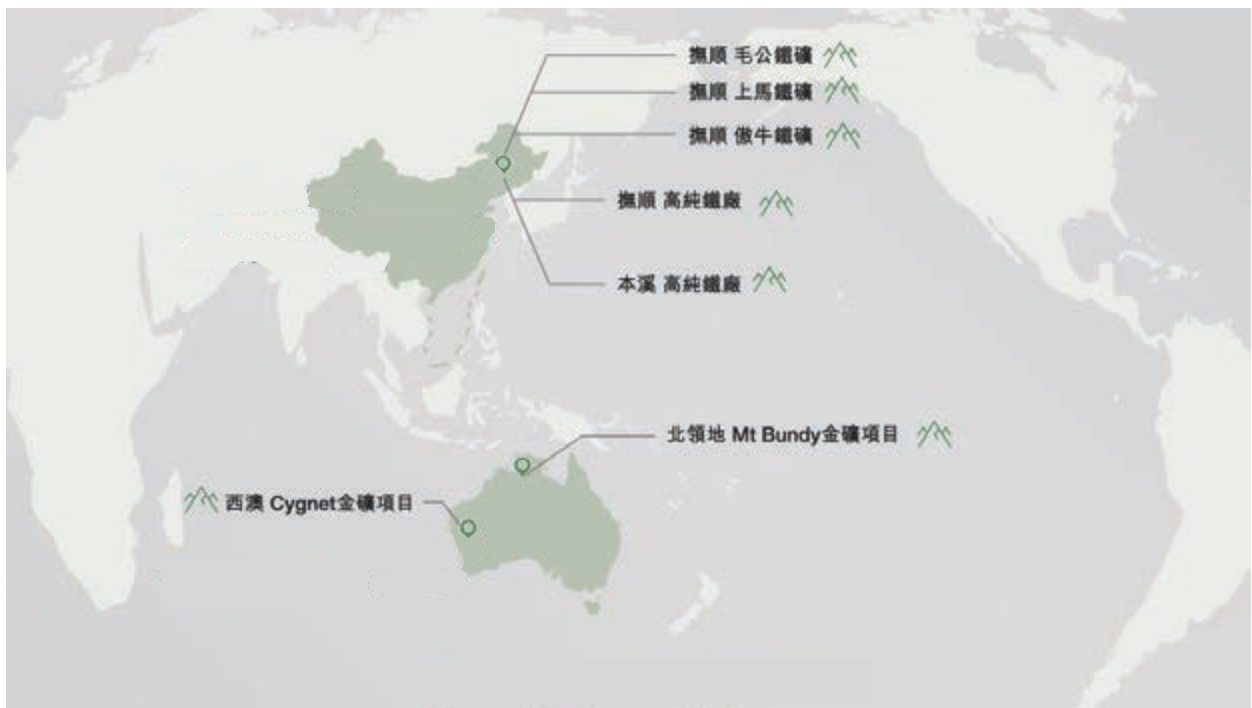 撫順 毛公鐵礦
撫順 上馬鐵礦
撫順 傲牛鐵礦
撫順 高純鐵廠
本溪 高純鐵廠
北領地 Mt Bundy金礦項目
西澳 Cygnet金礦項目